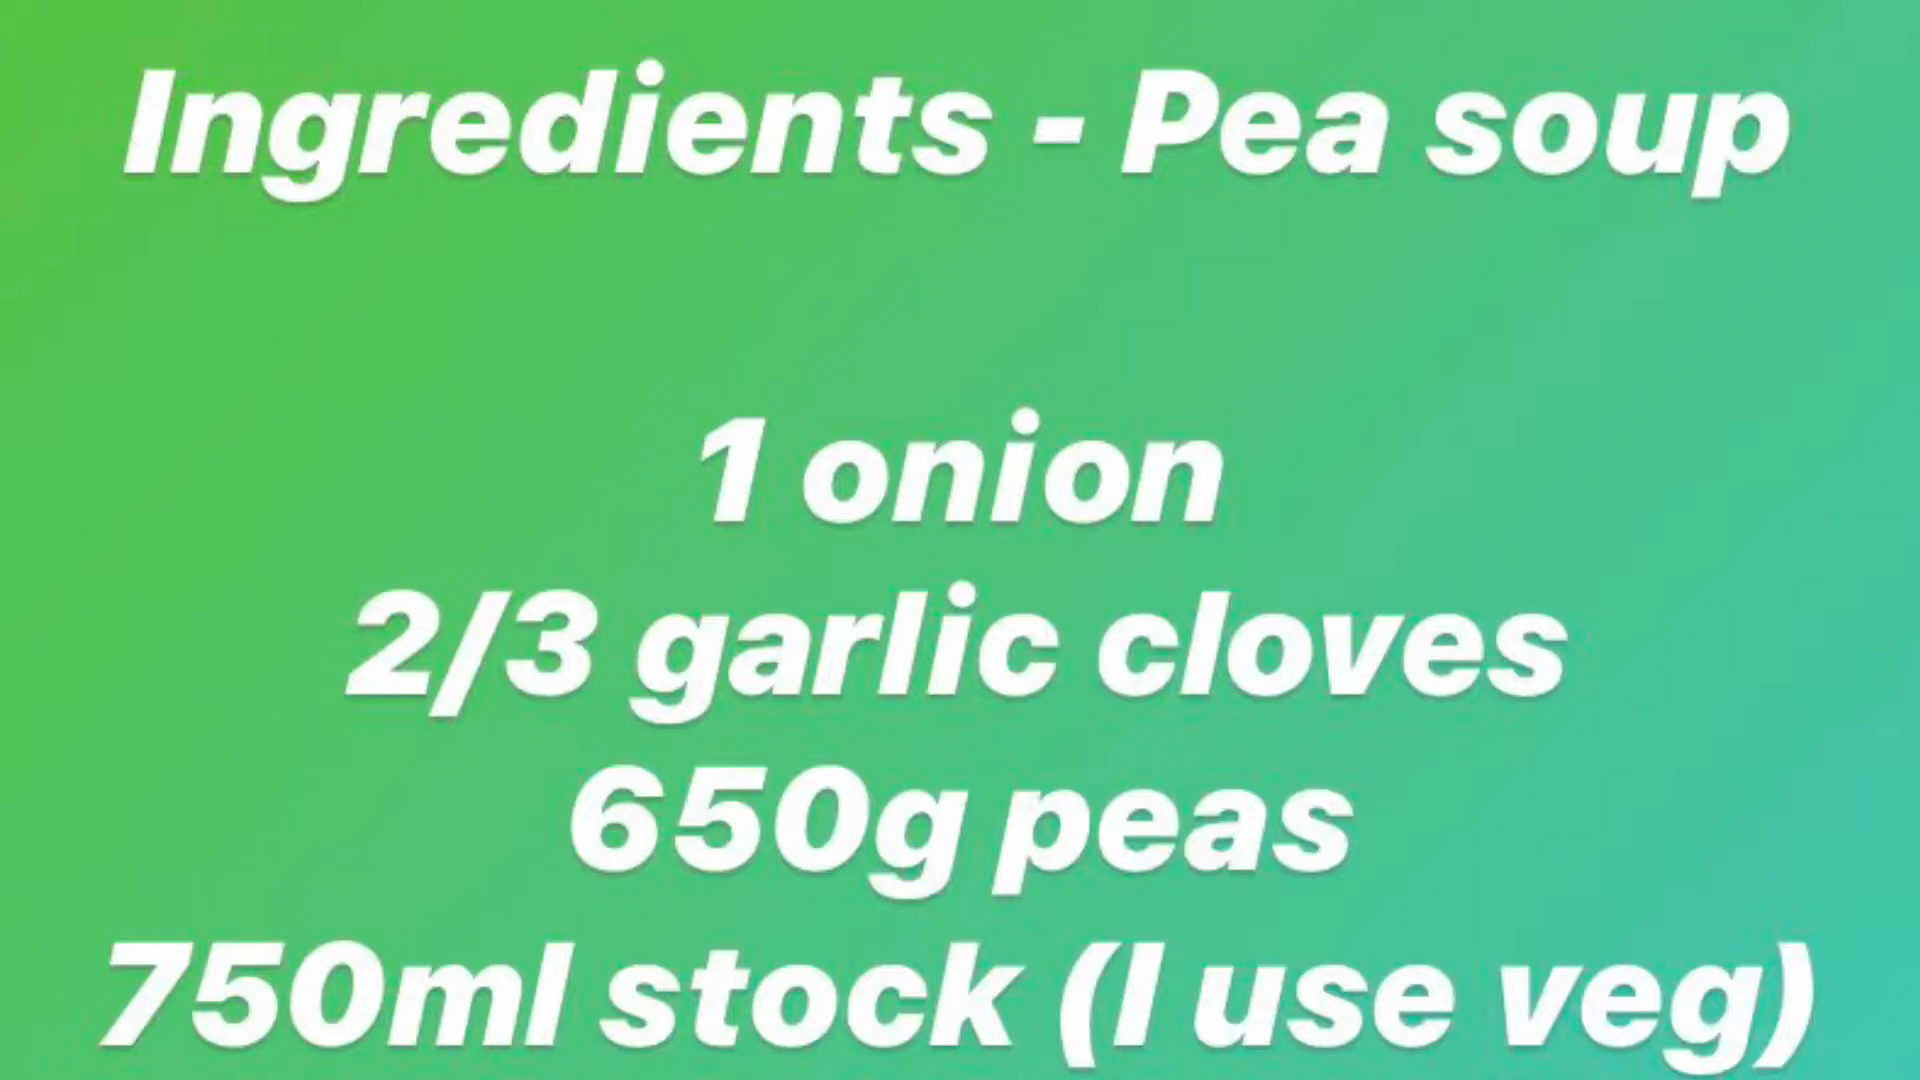 Ingredients - Pea soup
1 onion
2/3 garlic cloves
650g peas
750ml stock (I use veg)